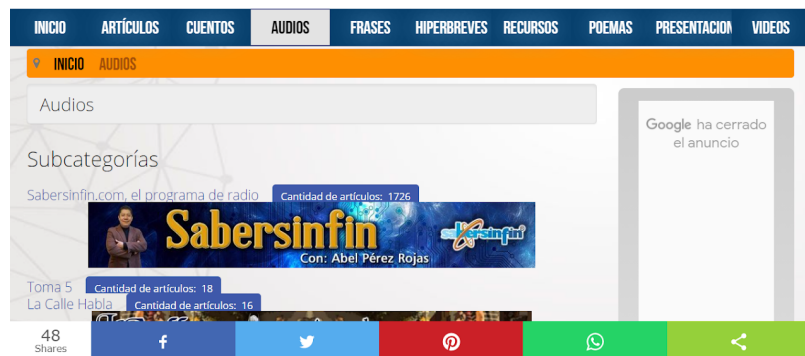 INICIO ARTÍCULOS CUENTOS AUDIOS FRASES HIPERBREVES RECURSOS POEMAS PRESENTACION VIDEOS
INICIO AUDIOS
Audios
Google ha cerrado
el anuncio
Subcategorías
Sabersinfin.com, el programa de radio Cantidad de artículos: 1726
Sabersinfin
sabersinfin
Con: Abel Pérez Rojas
Toma 5 Cantidad de artículos: 18
La Calle Habla Cantidad de artículos: 16
48
Shares